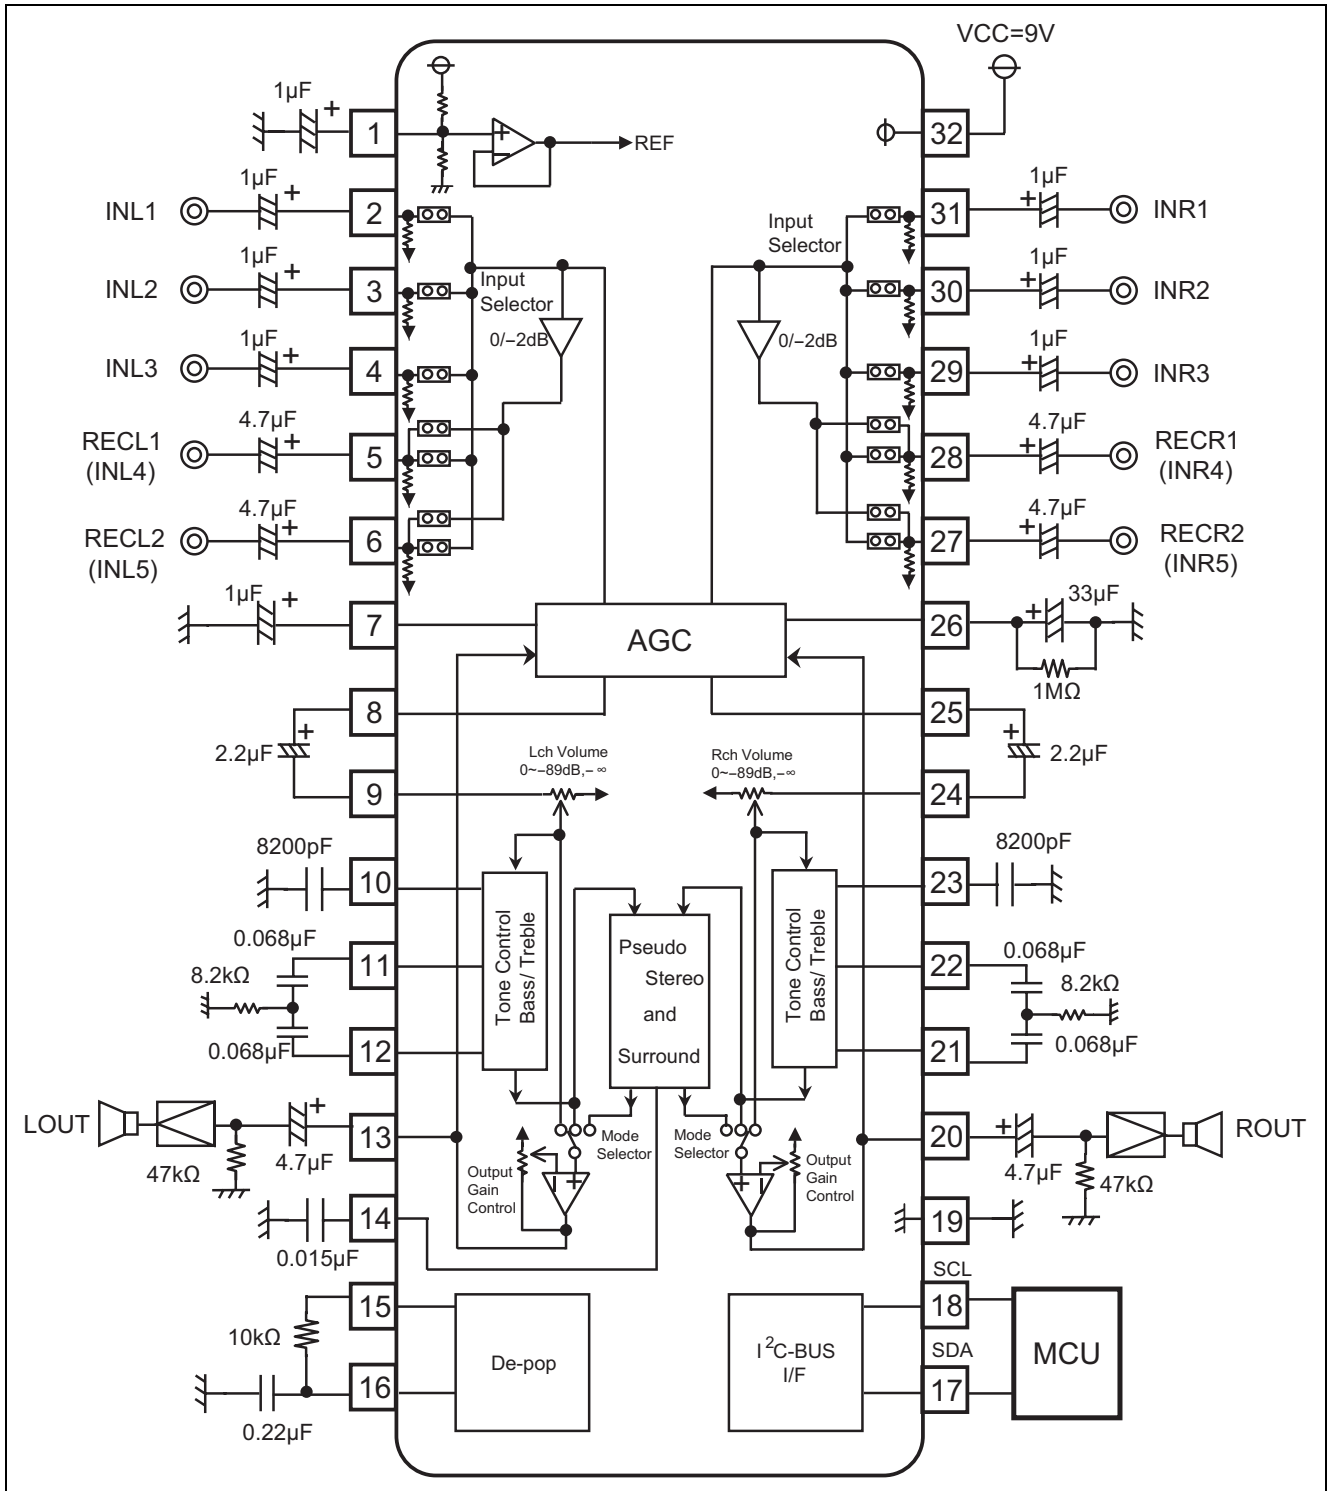 VCC=9V
1µF
+
1
+
−
REF
32
1µF
+
INL1
2
Input
Selector
31
1µF
+
INR1
1µF
+
INL2
3
Input
Selector
0/−2dB
0/−2dB
30
1µF
+
INR2
1µF
+
INL3
4
29
1µF
+
INR3
4.7µF
+
RECL1
(INL4)
5
28
4.7µF
+
RECR1
(INR4)
4.7µF
+
RECL2
(INL5)
6
27
4.7µF
+
RECR2
(INR5)
1µF
+
7
AGC
26
33µF
+
1MΩ
8
25
+
2.2µF
+
2.2µF
Lch Volume
0~−89dB,−∞
Rch Volume
0~−89dB,−∞
9
24
8200pF
10
23
8200pF
Tone Control
Bass/ Treble
Pseudo
Stereo
and
Surround
Tone Control
Bass/ Treble
0.068µF
11
8.2kΩ
0.068µF
12
22
0.068µF
8.2kΩ
21
0.068µF
LOUT
47kΩ
4.7µF
+
13
Mode
Selector
Mode
Selector
Output
Gain
Control
+
−
+
−
Output
Gain
Control
20
+
4.7µF
47kΩ
ROUT
14
0.015µF
19
SCL
15
10kΩ
De-pop
16
0.22µF
I2C-BUS
I/F
18
SDA
17
MCU